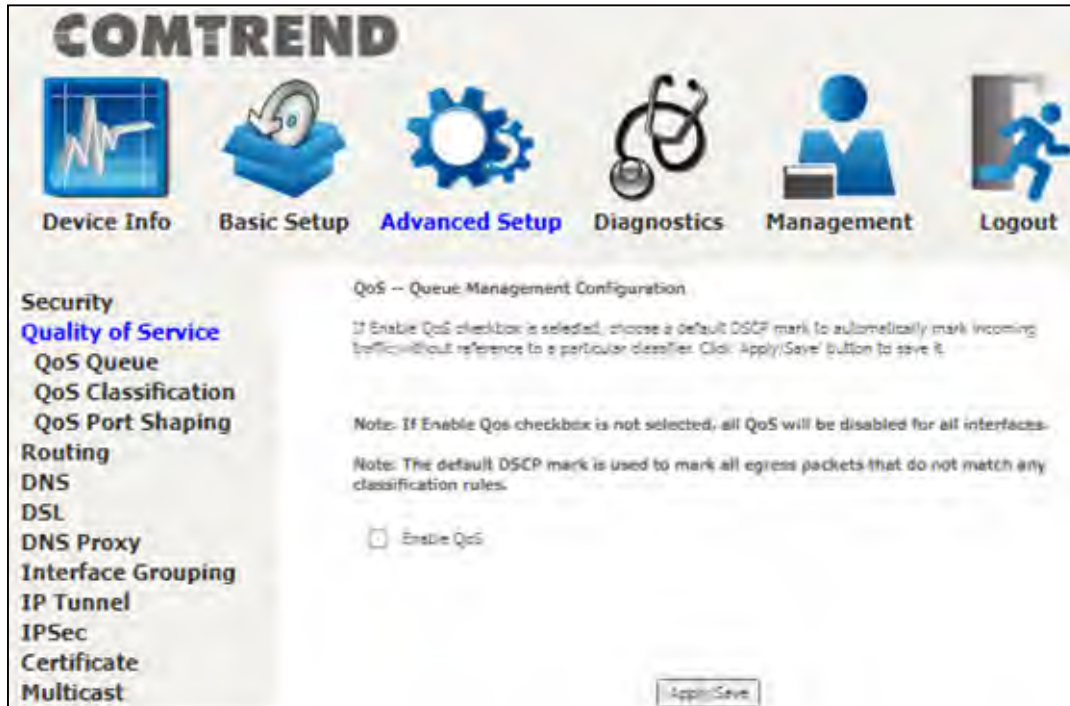 COMTREND
Device Info
Basic Setup
Advanced Setup
Diagnostics
Management
Logout
Security
Quality of Service
QoS Queue
QoS Classification
QoS Port Shaping
Routing
DNS
DSL
DNS Proxy
Interface Grouping
IP Tunnel
IPSec
Certificate
Multicast
QoS -- Queue Management Configuration
If Enable QoS checkbox is selected, choose a default DSCP mark to automatically mark incoming
traffic without reference to a particular classifier. Click 'Apply/Save' button to save it.
Note: If Enable Qos checkbox is not selected, all QoS will be disabled for all interfaces.
Note: The default DSCP mark is used to mark all egress packets that do not match any
classification rules.
Enable QoS
Apply/Save